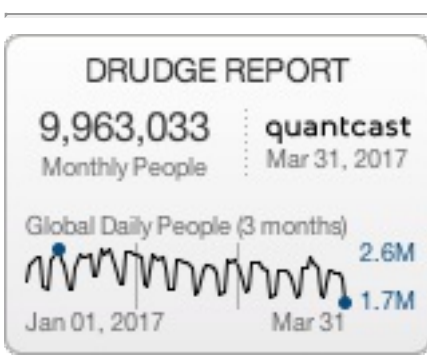 DRUDGE REPORT
9,963,033
Monthly People
quantcast
Mar 31, 2017
Global Daily People (3 months)
2.6M
1.7M
Jan 01, 2017
Mar 31